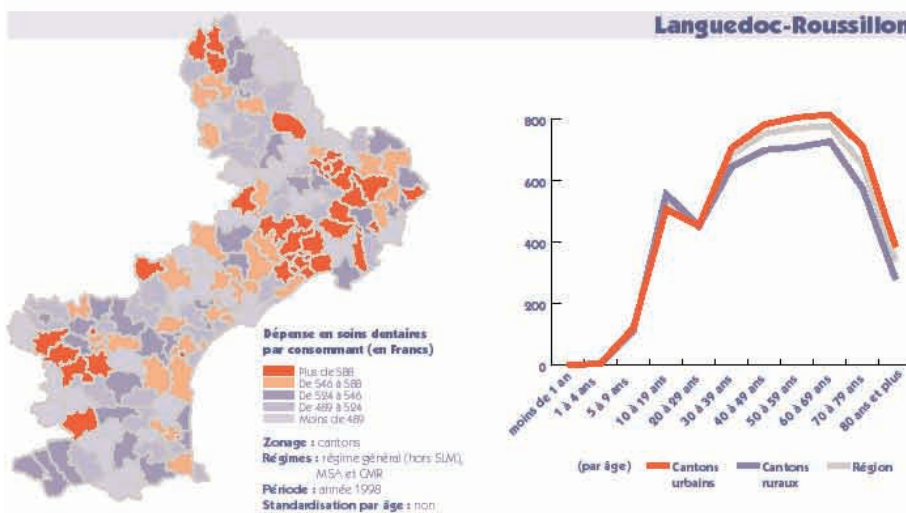 Languedoc-Roussillon
Dépense en soins dentaires
par consommant (en Francs)
Plus de 588
De 546 à 588
De 524 à 546
De 489 à 524
Moins de 489
Zonage : cantons
Régimes : régime général (hors SLM),
MSA et CMR
Période : année 1998
Standardisation par âge : non
800
600
400
200
0
moins de 1 an
1 à 4 ans
5 à 9 ans
10 à 19 ans
20 à 29 ans
30 à 39 ans
40 à 49 ans
50 à 59 ans
60 à 69 ans
70 à 79 ans
80 ans et plus
(par âge)
Cantons
urbains
Cantons
ruraux
Région